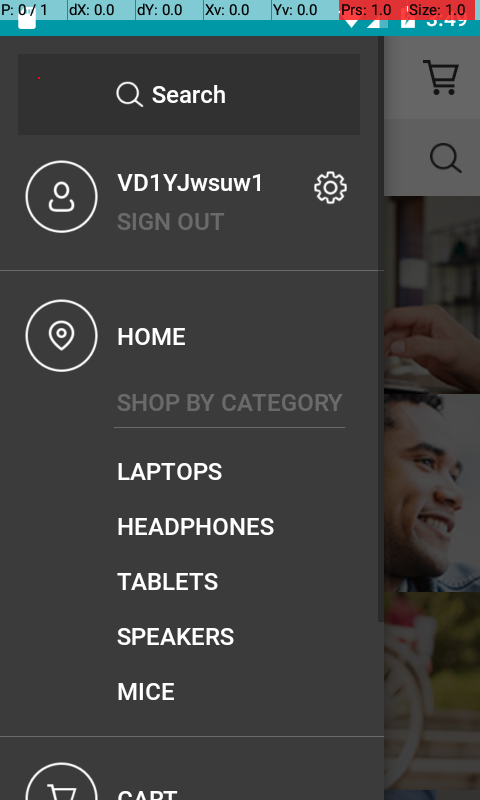 P: 0 / 1 dX: 0.0 dY: 0.0 Xv: 0.0 Yv: 0.0 Prs: 1.0 Size: 1.0
3:49
Search
VD1YJwsuw1
SIGN OUT
HOME
SHOP BY CATEGORY
LAPTOPS
HEADPHONES
TABLETS
SPEAKERS
MICE
CART